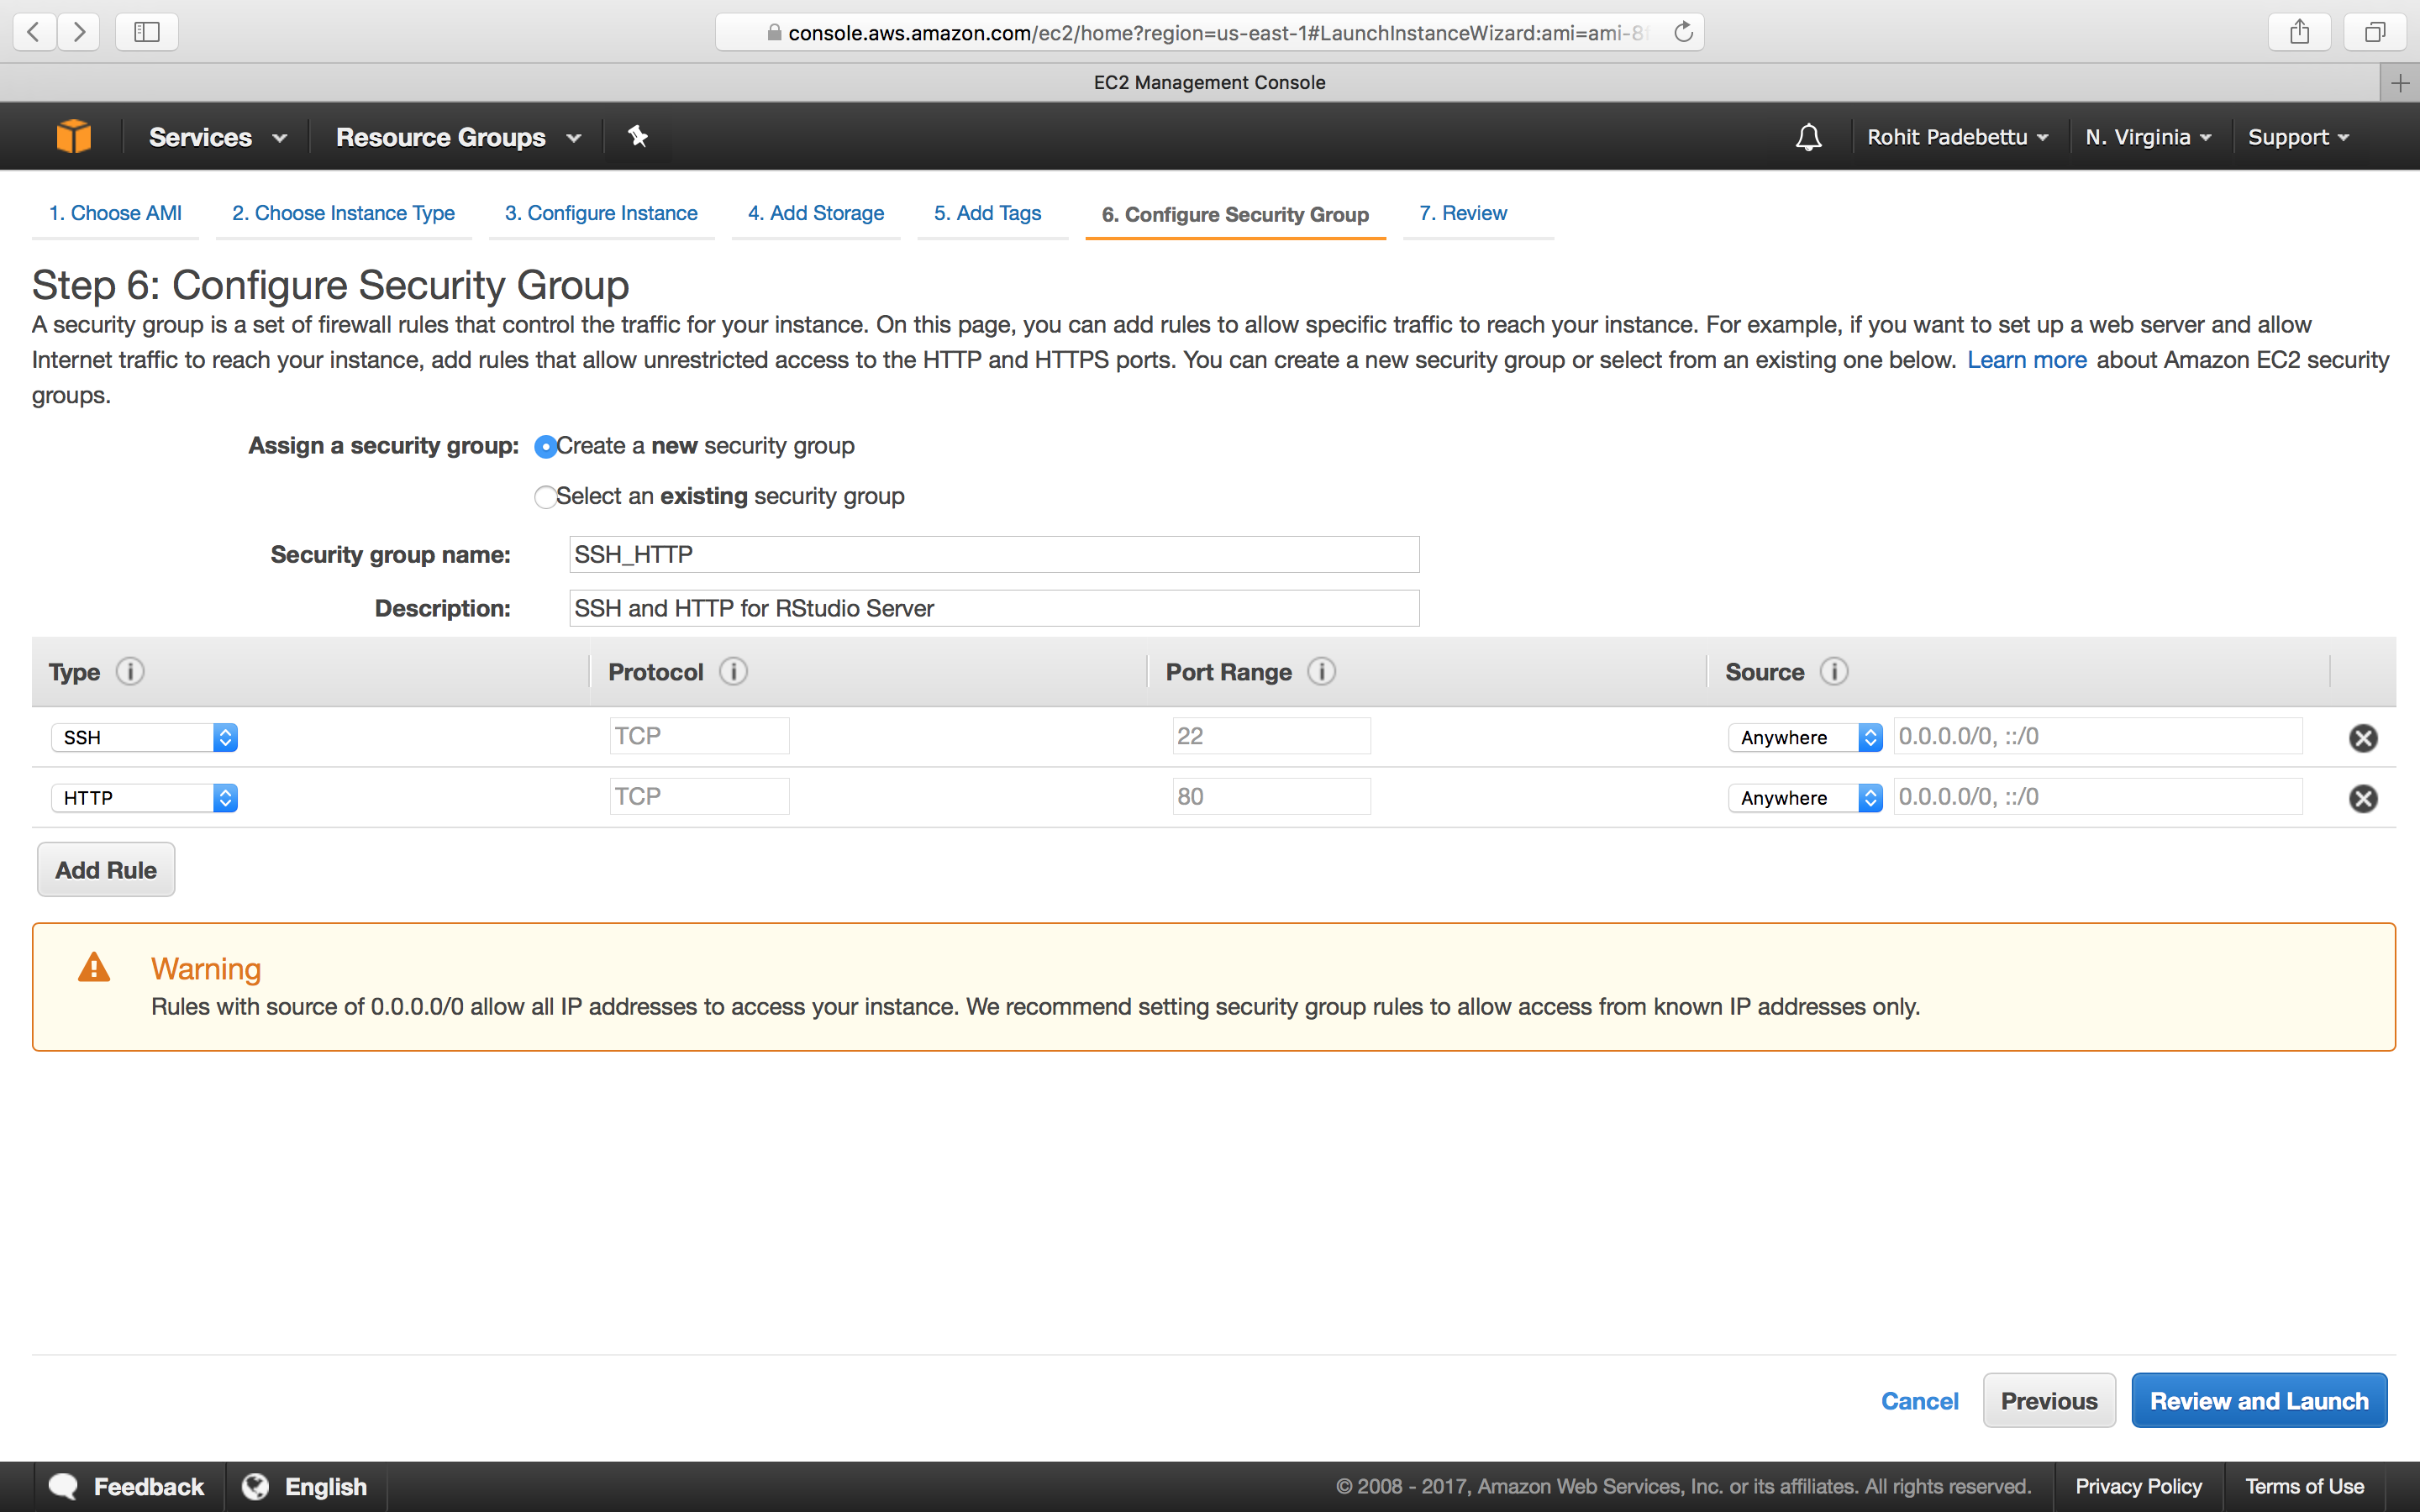 console.aws.amazon.com/ec2/home?region=us-east-1#LaunchInstanceWizard:ami=ami-8
EC2 Management Console
Services Resource Groups Rohit Padebettu N. Virginia Support
1. Choose AMI 2. Choose Instance Type 3. Configure Instance 4. Add Storage 5. Add Tags 6. Configure Security Group 7. Review
Step 6: Configure Security Group
A security group is a set of firewall rules that control the traffic for your instance. On this page, you can add rules to allow specific traffic to reach your instance. For example, if you want to set up a web server and allow
Internet traffic to reach your instance, add rules that allow unrestricted access to the HTTP and HTTPS ports. You can create a new security group or select from an existing one below. Learn more about Amazon EC2 security
groups.
Assign a security group: Create a new security group
Select an existing security group
Security group name: SSH_HTTP
Description: SSH and HTTP for RStudio Server
Type Protocol Port Range Source
SSH TCP 22 Anywhere 0.0.0.0/0, ::/0
HTTP TCP 80 Anywhere 0.0.0.0/0, ::/0
Add Rule
Warning
Rules with source of 0.0.0.0/0 allow all IP addresses to access your instance. We recommend setting security group rules to allow access from known IP addresses only.
Cancel Previous Review and Launch
Feedback English © 2008 - 2017, Amazon Web Services, Inc. or its affiliates. All rights reserved. Privacy Policy Terms of Use